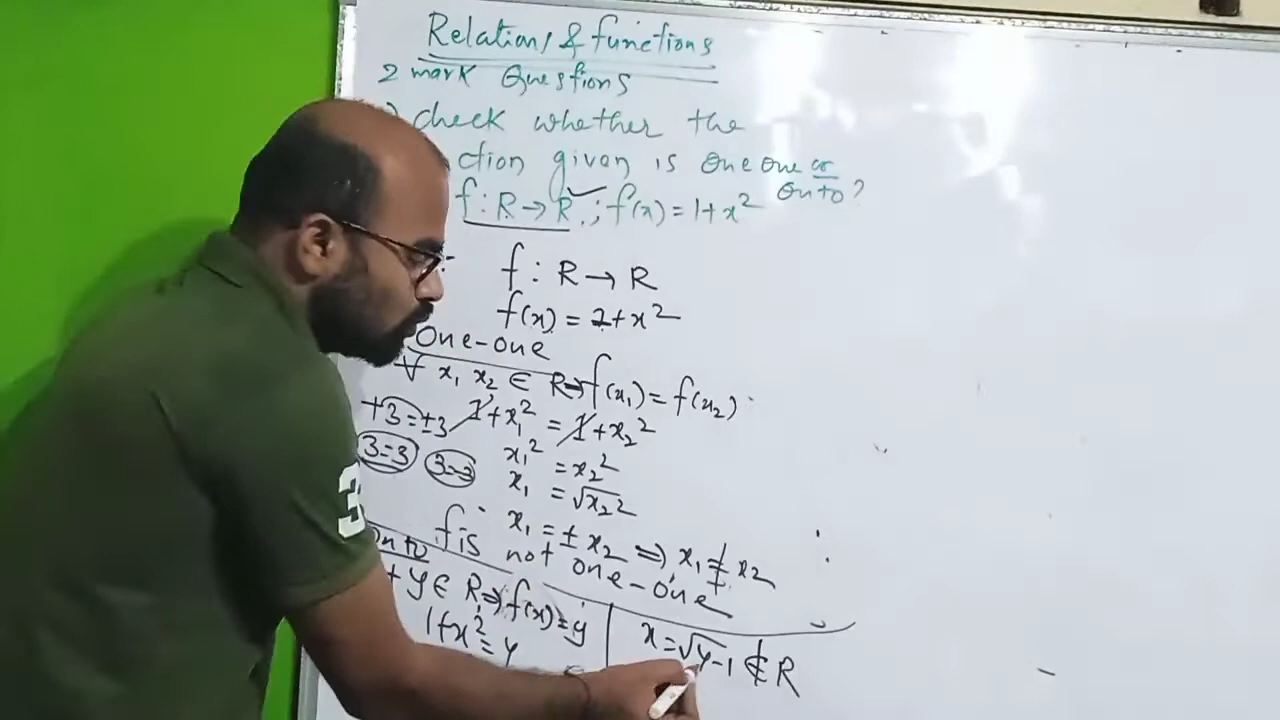 Relations & functions
2 mark Questions
check whether the
ction given is one one or
onto?
f : R → R ; f(x) = 1 + x²
f : R → R
f(x) = 2 + x²
One-one
∀ x₁ x₂ ∈ R ⇒ f(x₁) = f(x₂)
+3 = ±3
1 + x₁² = 1 + x₂²
3=3
x₁² = x₂²
x₁ = √x₂²
x₁ = ± x₂ ⇒ x₁ ≠ x₂
f is not one-one
onto
y ∈ R ⇒ f(x) = y
1 + x² = y
x = √y-1 ∉ R
3